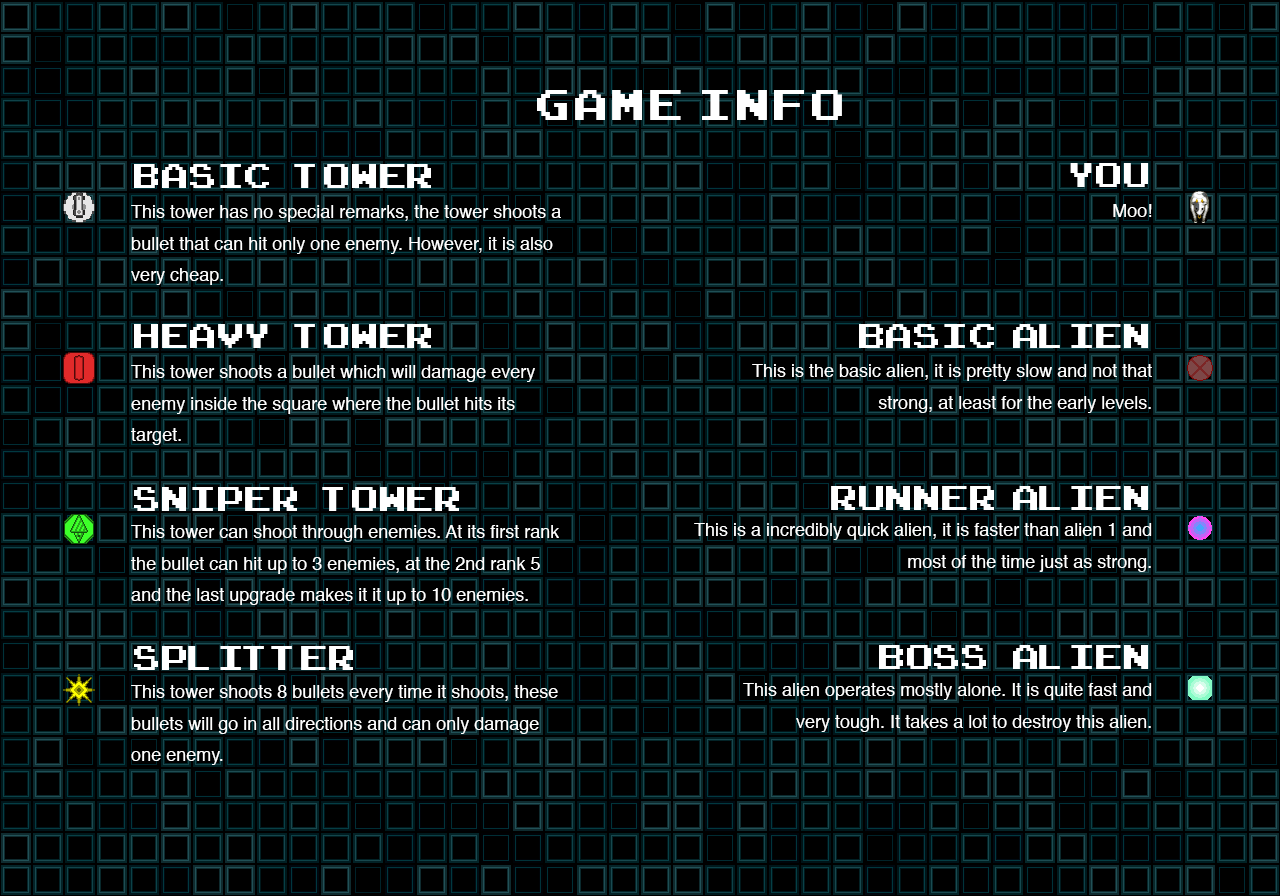 GAME INFO
BASIC TOWER
This tower has no special remarks, the tower shoots a
bullet that can hit only one enemy. However, it is also
very cheap.
HEAVY TOWER
This tower shoots a bullet which will damage every
enemy inside the square where the bullet hits its
target.
SNIPER TOWER
This tower can shoot through enemies. At its first rank
the bullet can hit up to 3 enemies, at the 2nd rank 5
and the last upgrade makes it it up to 10 enemies.
SPLITTER
This tower shoots 8 bullets every time it shoots, these
bullets will go in all directions and can only damage
one enemy.
YOU
Moo!
BASIC ALIEN
This is the basic alien, it is pretty slow and not that
strong, at least for the early levels.
RUNNER ALIEN
This is a incredibly quick alien, it is faster than alien 1 and
most of the time just as strong.
BOSS ALIEN
This alien operates mostly alone. It is quite fast and
very tough. It takes a lot to destroy this alien.